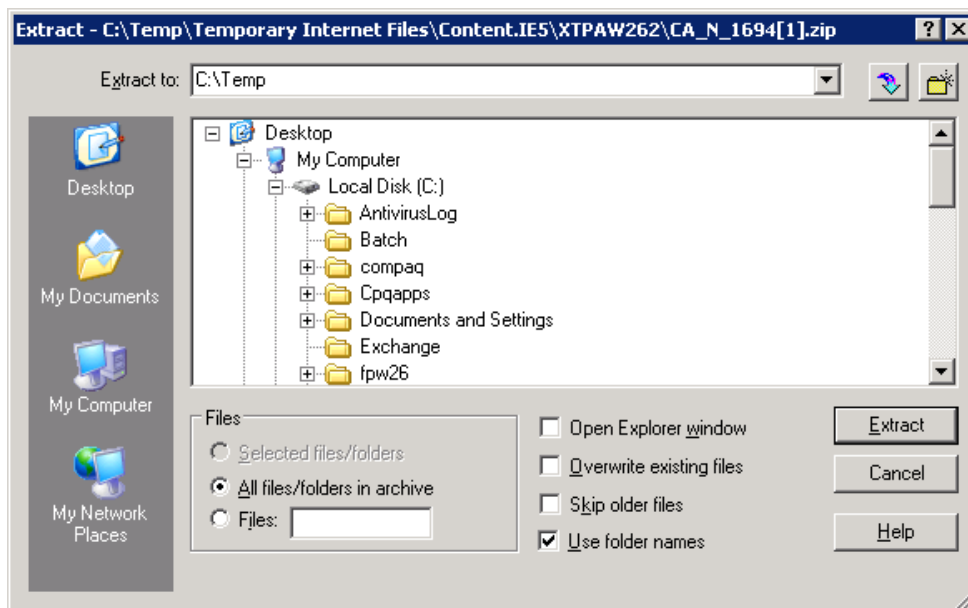 Extract - C:\Temp\Temporary Internet Files\Content.IE5\XTPAW262\CA_N_1694[1].zip
Extract to: C:\Temp
Desktop
My Documents
My Computer
My Network
Places
Desktop
My Computer
Local Disk (C:)
AntivirusLog
Batch
compaq
Cpqapps
Documents and Settings
Exchange
fpw26
Files
Selected files/folders
All files/folders in archive
Files:
Open Explorer window
Overwrite existing files
Skip older files
Use folder names
Extract
Cancel
Help